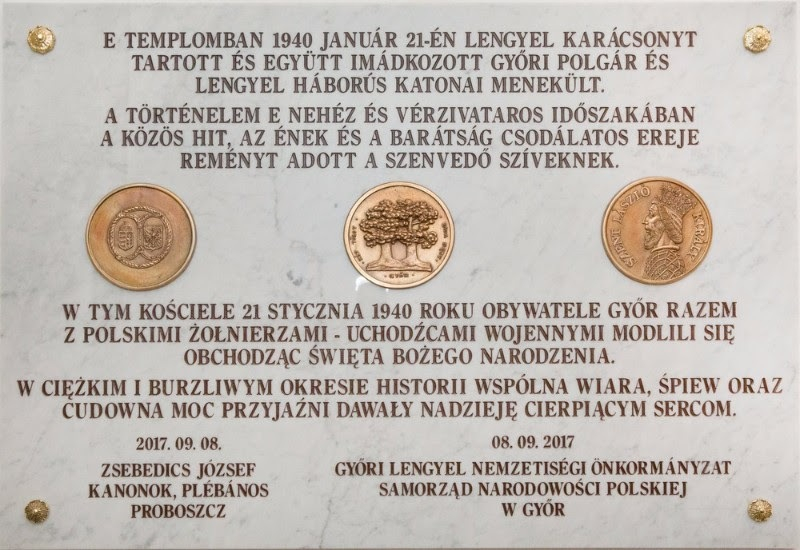 E TEMPLOMBAN 1940 JANUÁR 21-ÉN LENGYEL KARÁCSONYT
TARTOTT ÉS EGYÜTT IMÁDKOZOTT GYŐRI POLGÁR ÉS
LENGYEL HÁBORÚS KATONAI MENEKÜLT.
A TÖRTÉNELEM E NEHÉZ ÉS VÉRZIVATAROS IDŐSZAKÁBAN
A KÖZÖS HIT, AZ ÉNEK ÉS A BARÁTSÁG CSODÁLATOS EREJE
REMÉNYT ADOTT A SZENVEDŐ SZÍVEKNEK.
GYŐR
SZENT LÁSZLÓ KIRÁLY
W TYM KOŚCIELE 21 STYCZNIA 1940 ROKU OBYWATELE GYŐR RAZEM
Z POLSKIMI ŻOŁNIERZAMI - UCHODŹCAMI WOJENNYMI MODLILI SIĘ
OBCHODZĄC ŚWIĘTA BOŻEGO NARODZENIA.
W CIĘŻKIM I BURZLIWYM OKRESIE HISTORII WSPÓLNA WIARA, ŚPIEW ORAZ
CUDOWNA MOC PRZYJAŹNI DAWAŁY NADZIEJĘ CIERPIĄCYM SERCOM.
2017. 09. 08.
ZSEBEDICS JÓZSEF
KANONOK, PLÉBÁNOS
PROBOSZCZ
08. 09. 2017
GYŐRI LENGYEL NEMZETISÉGI ÖNKORMÁNYZAT
SAMORZĄD NARODOWOŚCI POLSKIEJ
W GYŐR